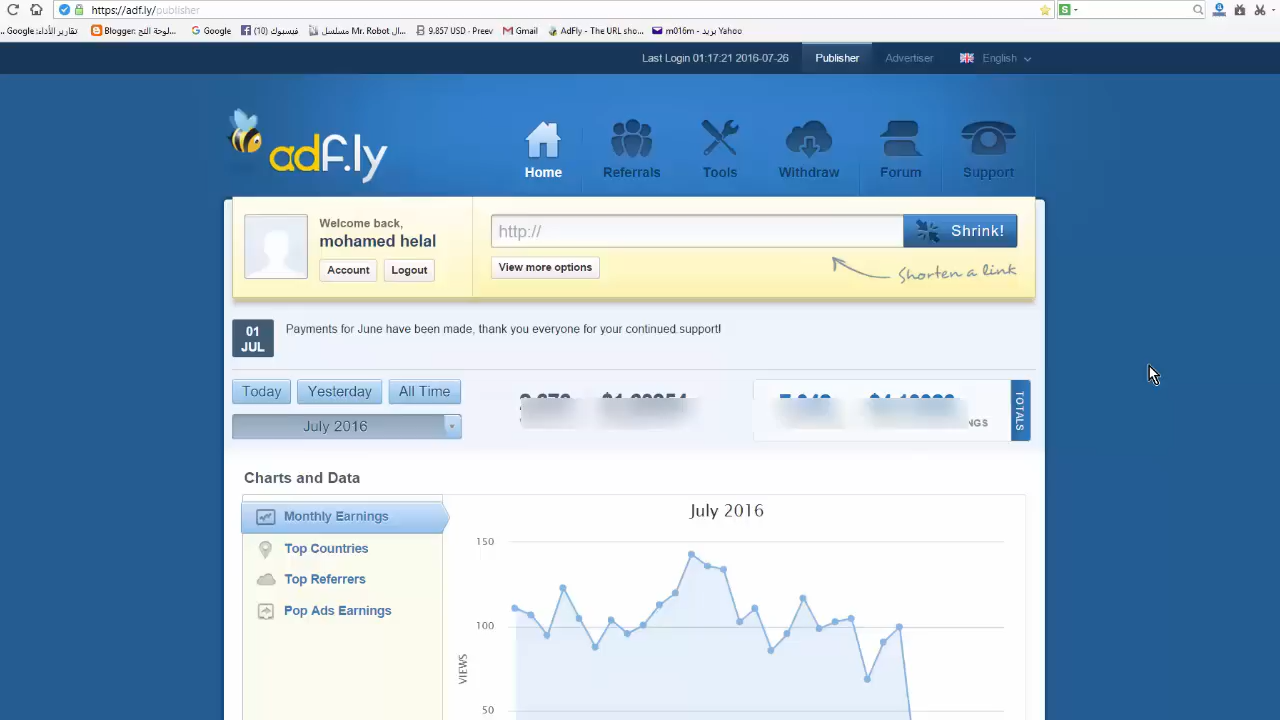 https://adf.ly/publisher
تقارير الأداء: Google ...
Blogger: لوحة التح...
Google
(10) فيسبوك
مسلسل Mr. Robot ال...
9.857 USD - Preev
Gmail
AdFly - The URL sho...
m016m - بريد Yahoo
Last Login 01:17:21 2016-07-26
Publisher
Advertiser
English
adf.ly
Home
Referrals
Tools
Withdraw
Forum
Support
Welcome back,
mohamed helal
Account
Logout
http://
Shrink!
View more options
Shorten a link
01
JUL
Payments for June have been made, thank you everyone for your continued support!
Today
Yesterday
All Time
July 2016
NGS
TOTALS
Charts and Data
Monthly Earnings
Top Countries
Top Referrers
Pop Ads Earnings
July 2016
150
100
50
VIEWS